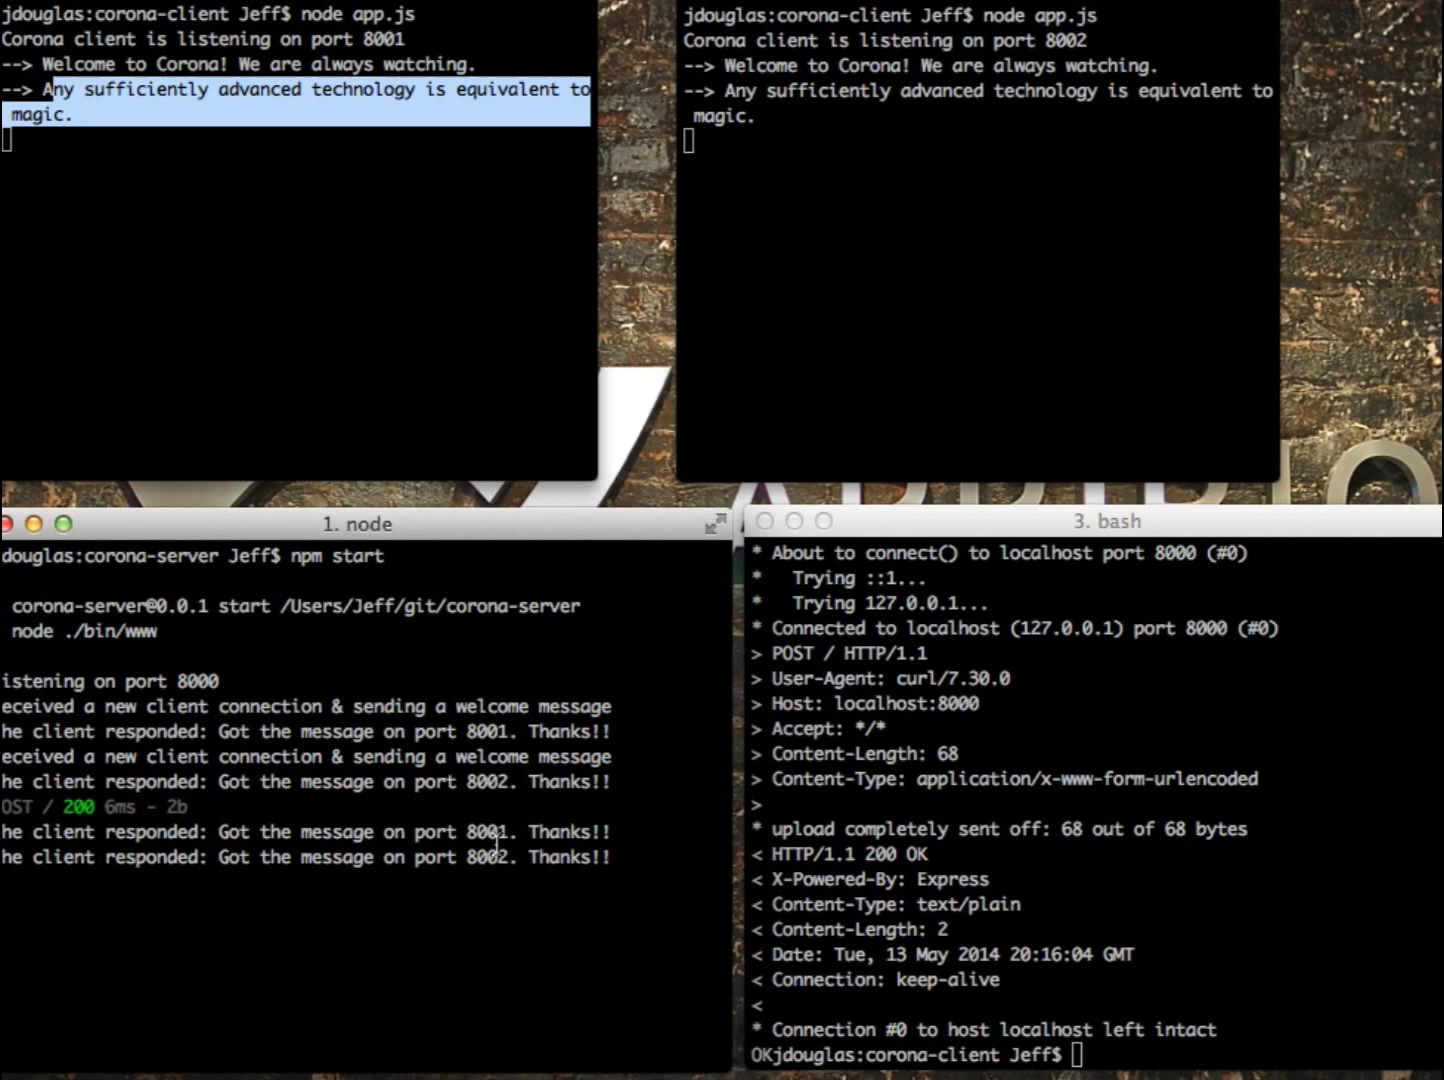 jdouglas:corona-client Jeff$ node app.js
Corona client is listening on port 8001
--> Welcome to Corona! We are always watching.
--> Any sufficiently advanced technology is equivalent to
magic.
jdouglas:corona-client Jeff$ node app.js
Corona client is listening on port 8002
--> Welcome to Corona! We are always watching.
--> Any sufficiently advanced technology is equivalent to
magic.
APPIRIO
1. node
douglas:corona-server Jeff$ npm start
corona-server@0.0.1 start /Users/Jeff/git/corona-server
node ./bin/www
istening on port 8000
eceived a new client connection & sending a welcome message
he client responded: Got the message on port 8001. Thanks!!
eceived a new client connection & sending a welcome message
he client responded: Got the message on port 8002. Thanks!!
OST / 200 6ms - 2b
he client responded: Got the message on port 8001. Thanks!!
he client responded: Got the message on port 8002. Thanks!!
3. bash
* About to connect() to localhost port 8000 (#0)
*   Trying ::1...
*   Trying 127.0.0.1...
* Connected to localhost (127.0.0.1) port 8000 (#0)
> POST / HTTP/1.1
> User-Agent: curl/7.30.0
> Host: localhost:8000
> Accept: */*
> Content-Length: 68
> Content-Type: application/x-www-form-urlencoded
>
* upload completely sent off: 68 out of 68 bytes
< HTTP/1.1 200 OK
< X-Powered-By: Express
< Content-Type: text/plain
< Content-Length: 2
< Date: Tue, 13 May 2014 20:16:04 GMT
< Connection: keep-alive
<
* Connection #0 to host localhost left intact
OKjdouglas:corona-client Jeff$